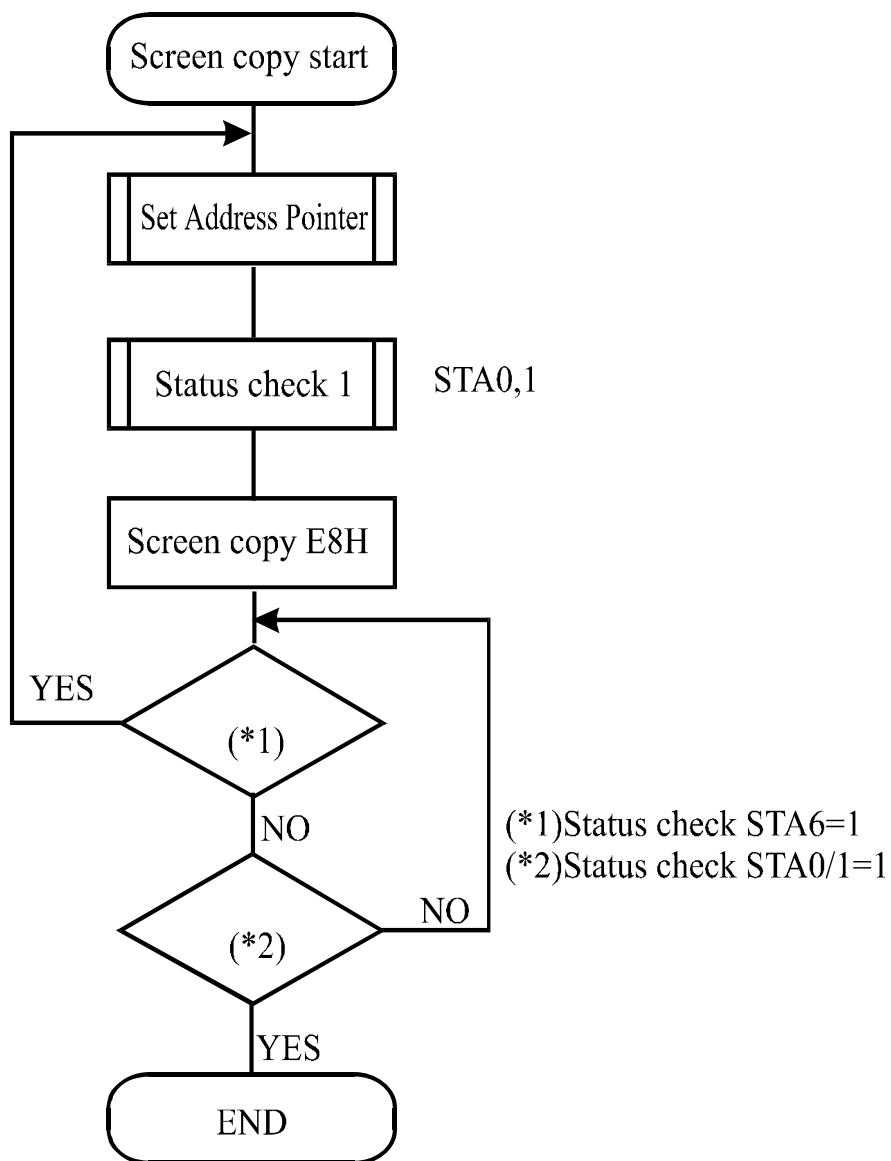 Screen copy start
Set Address Pointer
Status check 1
STA0,1
Screen copy E8H
YES
(*1)
NO
(*1)Status check STA6=1
(*2)Status check STA0/1=1
NO
(*2)
YES
END